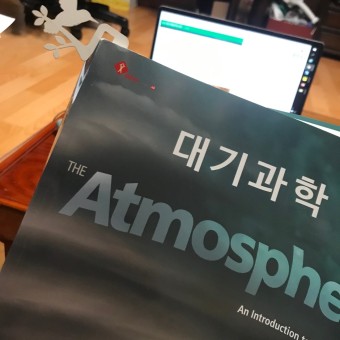 대기과학
THE
Atmosphe
An Introduction t